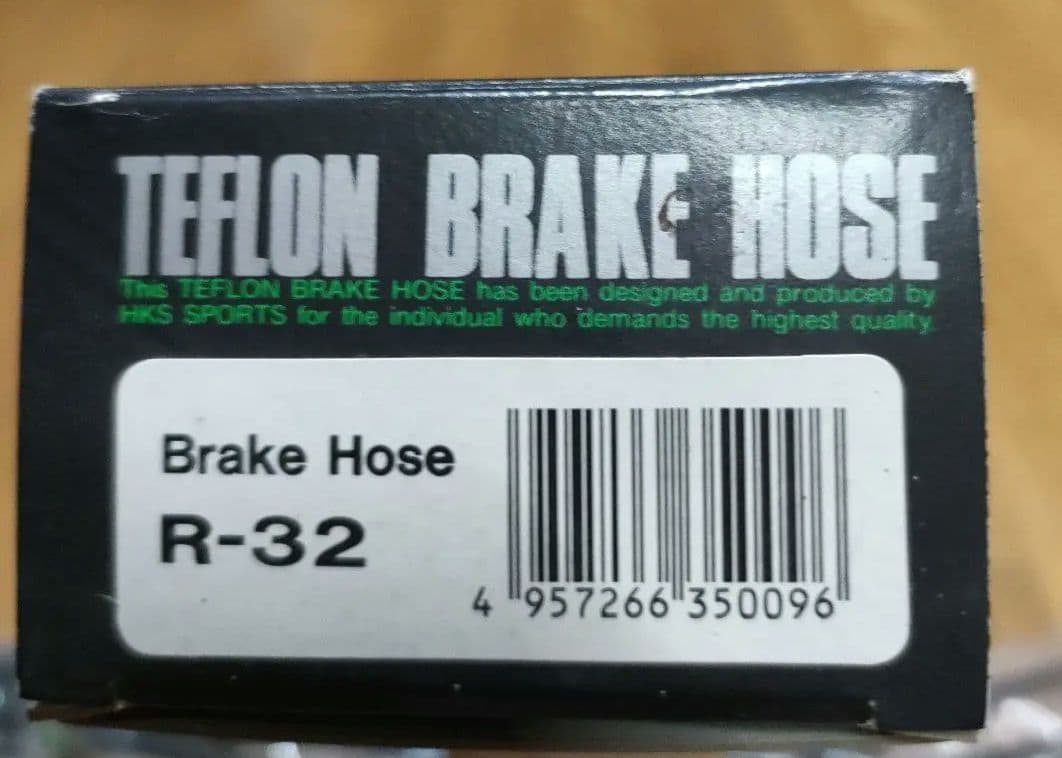 TEFLON BRAKE HOSE
This TEFLON BRAKE HOSE has been designed and produced by
HKS SPORTS for the individual who demands the highest quality.
Brake Hose
R-32
4 957266 350096